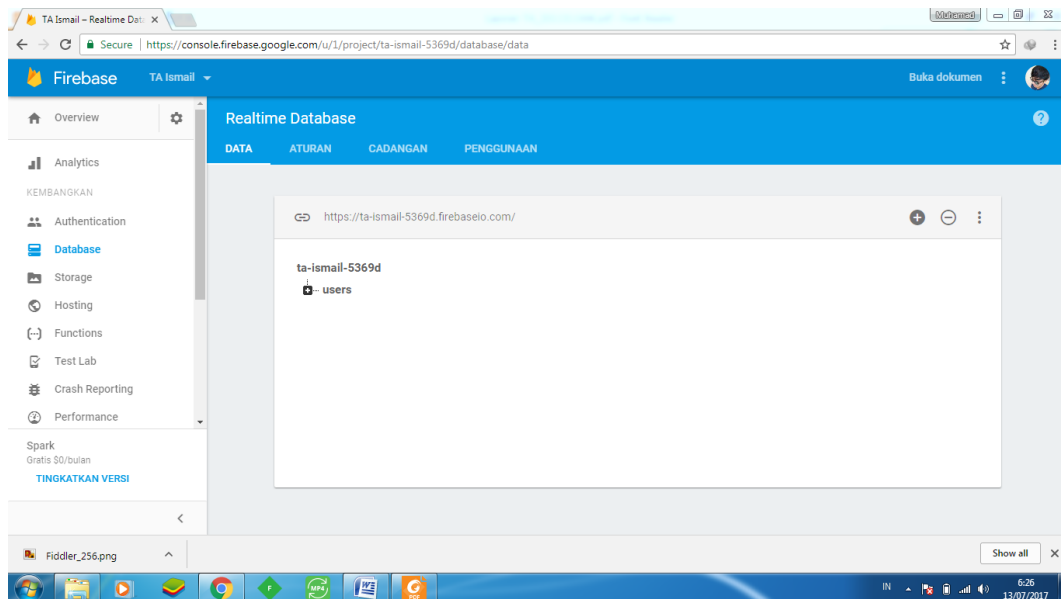 TA Ismail – Realtime Dat
Muhamad
Secure
https://console.firebase.google.com/u/1/project/ta-ismail-5369d/database/data
Firebase
TA Ismail
Buka dokumen
Overview
Realtime Database
DATA
ATURAN
CADANGAN
PENGGUNAAN
Analytics
KEMBANGKAN
Authentication
Database
Storage
Hosting
Functions
Test Lab
Crash Reporting
Performance
https://ta-ismail-5369d.firebaseio.com/
ta-ismail-5369d
users
Spark
Gratis $0/bulan
TINGKATKAN VERSI
Fiddler_256.png
Show all
F
MP4
W
PDF
IN
6:26
13/07/2017